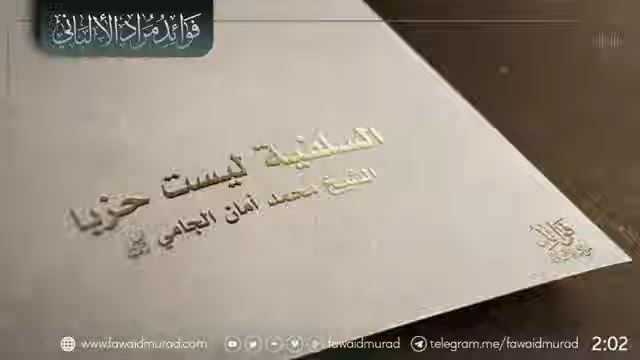 فوائد مراد الألباني
السلفية ليست حزبا
الشيخ محمد أمان الجامي
www.fawaidmurad.com
fawaidmurad
telegram.me/fawaidmurad
2:02